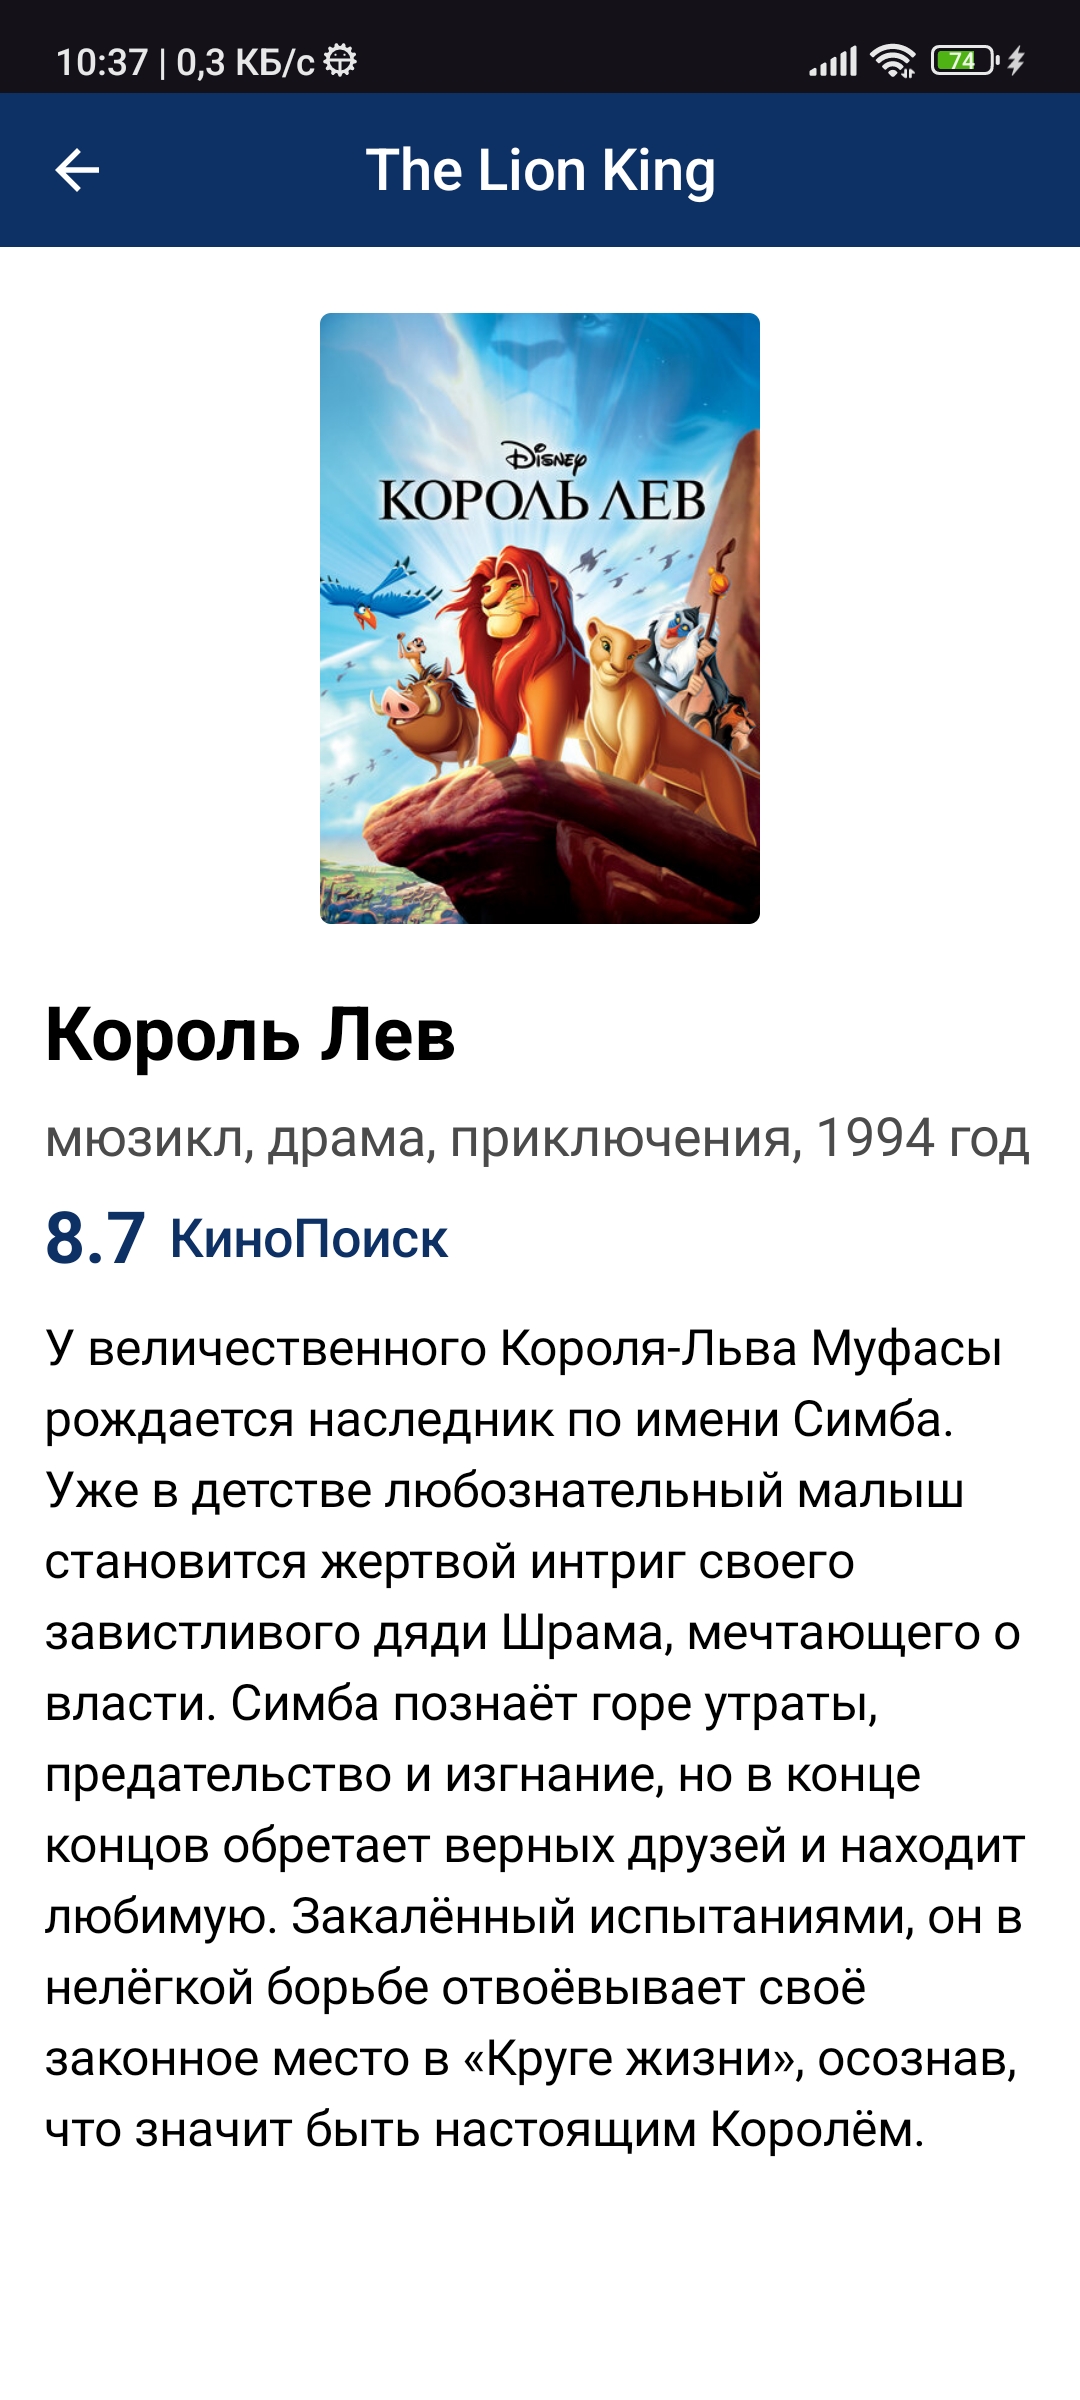 10:37 | 0,3 КБ/с
74
The Lion King
Disney
КОРОЛЬ ЛЕВ
Король Лев
мюзикл, драма, приключения, 1994 год
8.7 КиноПоиск
У величественного Короля-Льва Муфасы
рождается наследник по имени Симба.
Уже в детстве любознательный малыш
становится жертвой интриг своего
завистливого дяди Шрама, мечтающего о
власти. Симба познаёт горе утраты,
предательство и изгнание, но в конце
концов обретает верных друзей и находит
любимую. Закалённый испытаниями, он в
нелёгкой борьбе отвоёвывает своё
законное место в «Круге жизни», осознав,
что значит быть настоящим Королём.